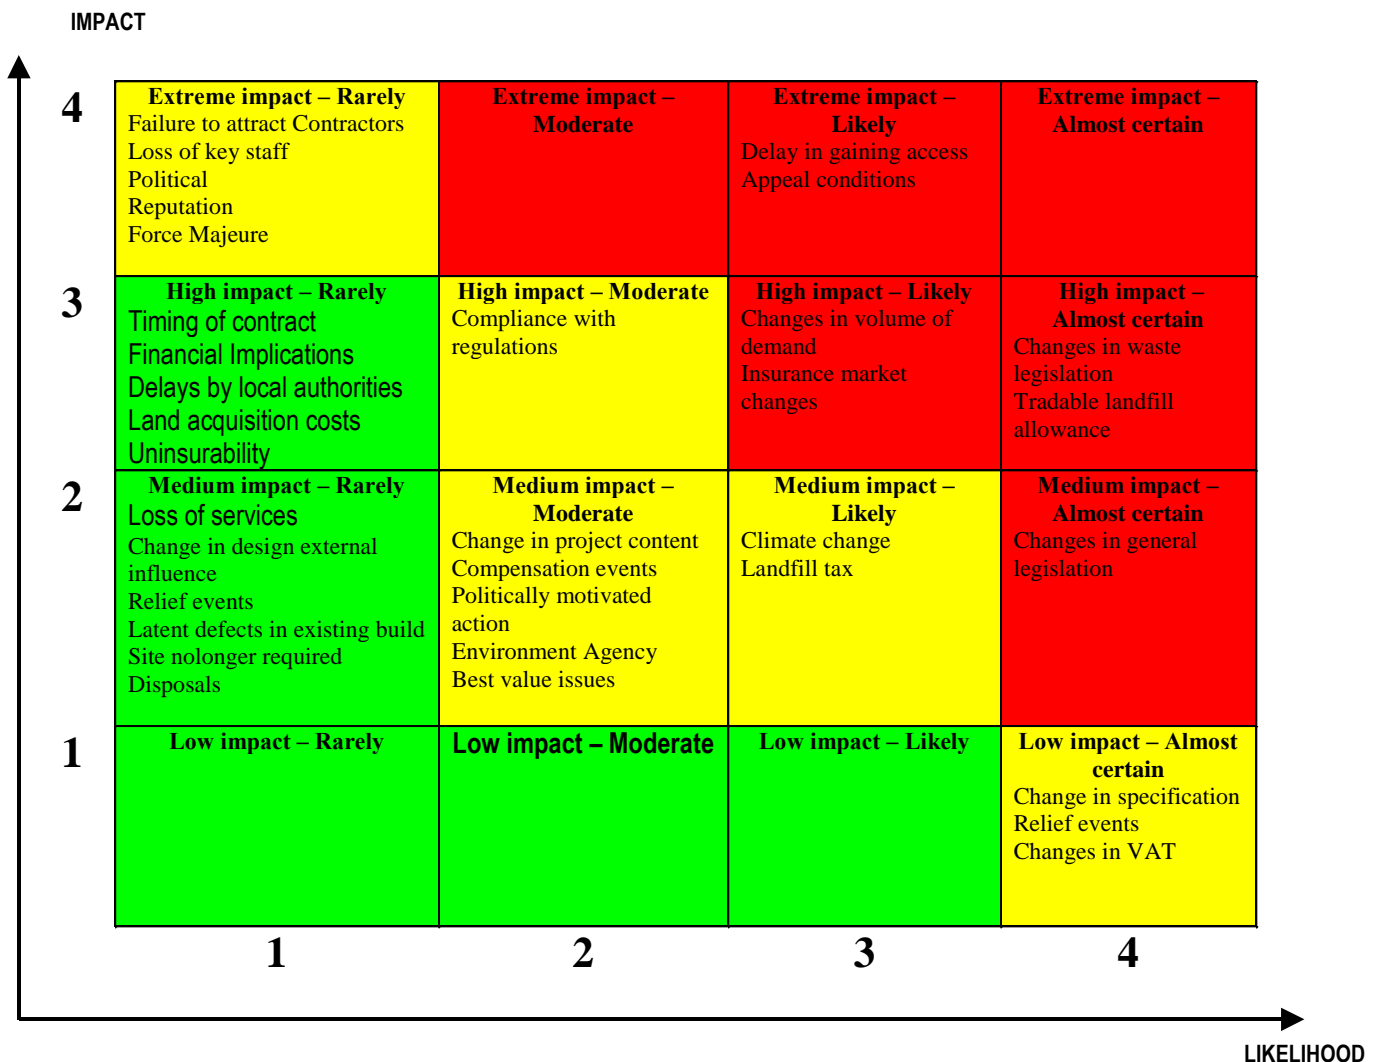 IMPACT
4
Extreme impact – Rarely
Failure to attract Contractors
Loss of key staff
Political
Reputation
Force Majeure
Extreme impact –
Moderate
Extreme impact –
Likely
Delay in gaining access
Appeal conditions
Extreme impact –
Almost certain
3
High impact – Rarely
Timing of contract
Financial Implications
Delays by local authorities
Land acquisition costs
Uninsurability
High impact – Moderate
Compliance with
regulations
High impact – Likely
Changes in volume of
demand
Insurance market
changes
High impact –
Almost certain
Changes in waste
legislation
Tradable landfill
allowance
2
Medium impact – Rarely
Loss of services
Change in design external
influence
Relief events
Latent defects in existing build
Site nolonger required
Disposals
Medium impact –
Moderate
Change in project content
Compensation events
Politically motivated
action
Environment Agency
Best value issues
Medium impact –
Likely
Climate change
Landfill tax
Medium impact –
Almost certain
Changes in general
legislation
1
Low impact – Rarely
Low impact – Moderate
Low impact – Likely
Low impact – Almost
certain
Change in specification
Relief events
Changes in VAT
1
2
3
4
LIKELIHOOD